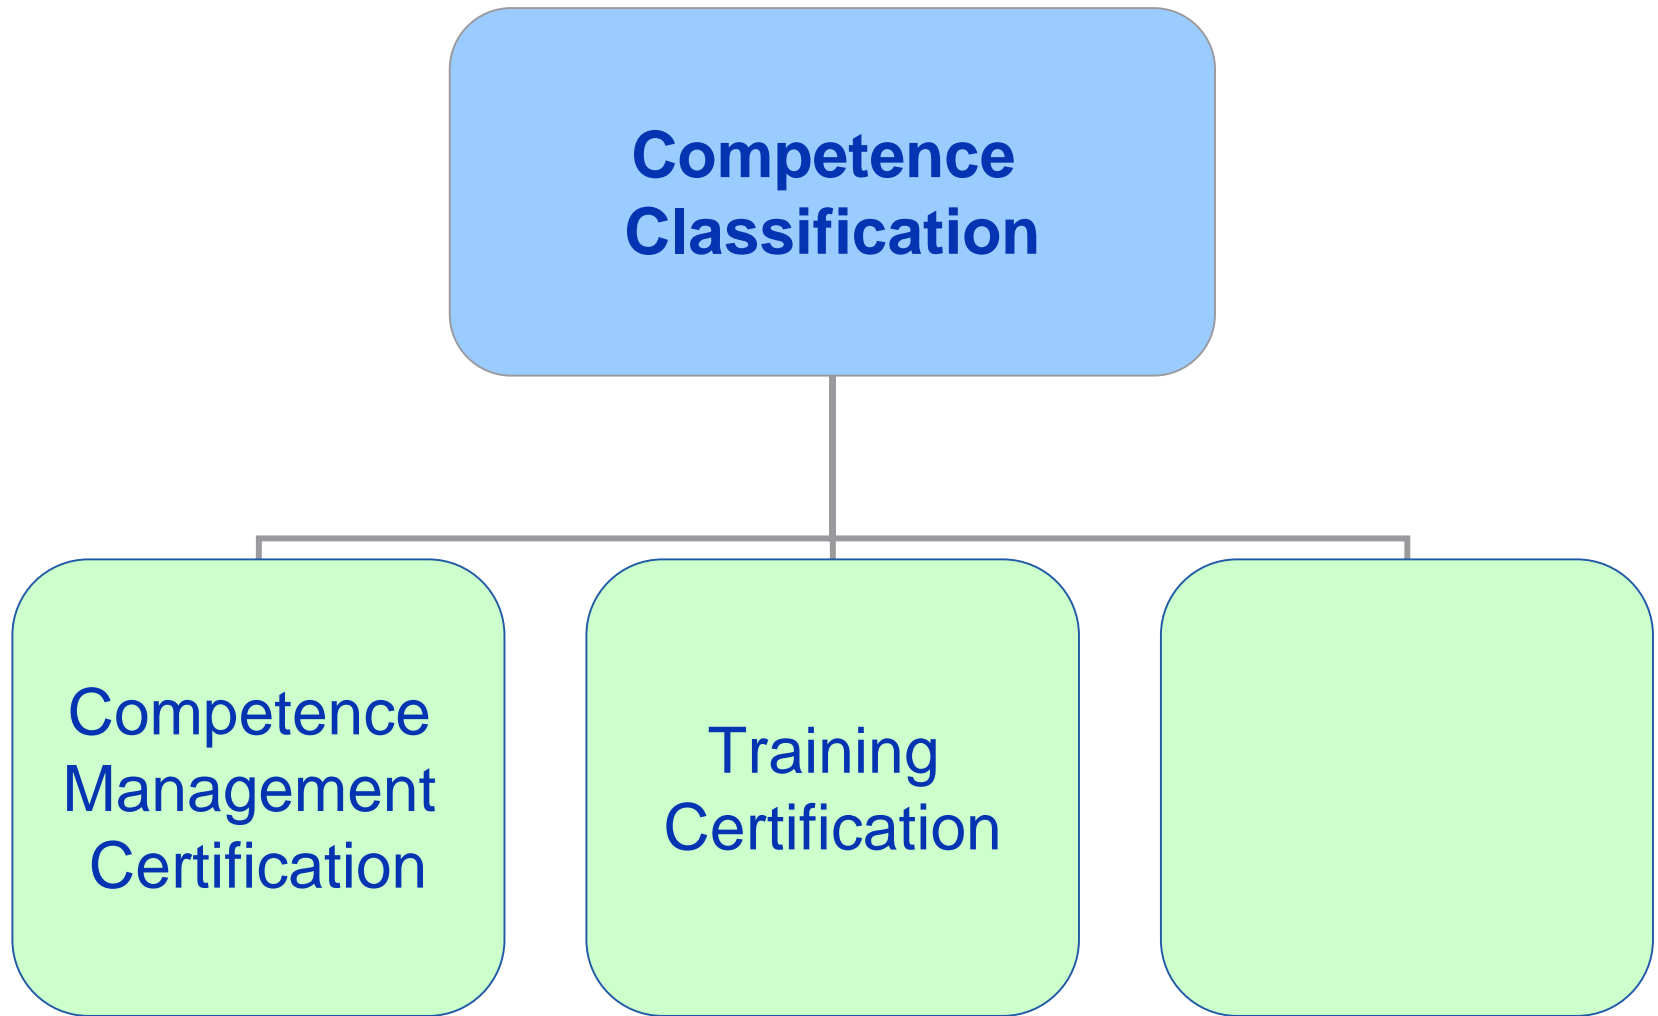 Competence
Classification
Competence
Management
Certification
Training
Certification